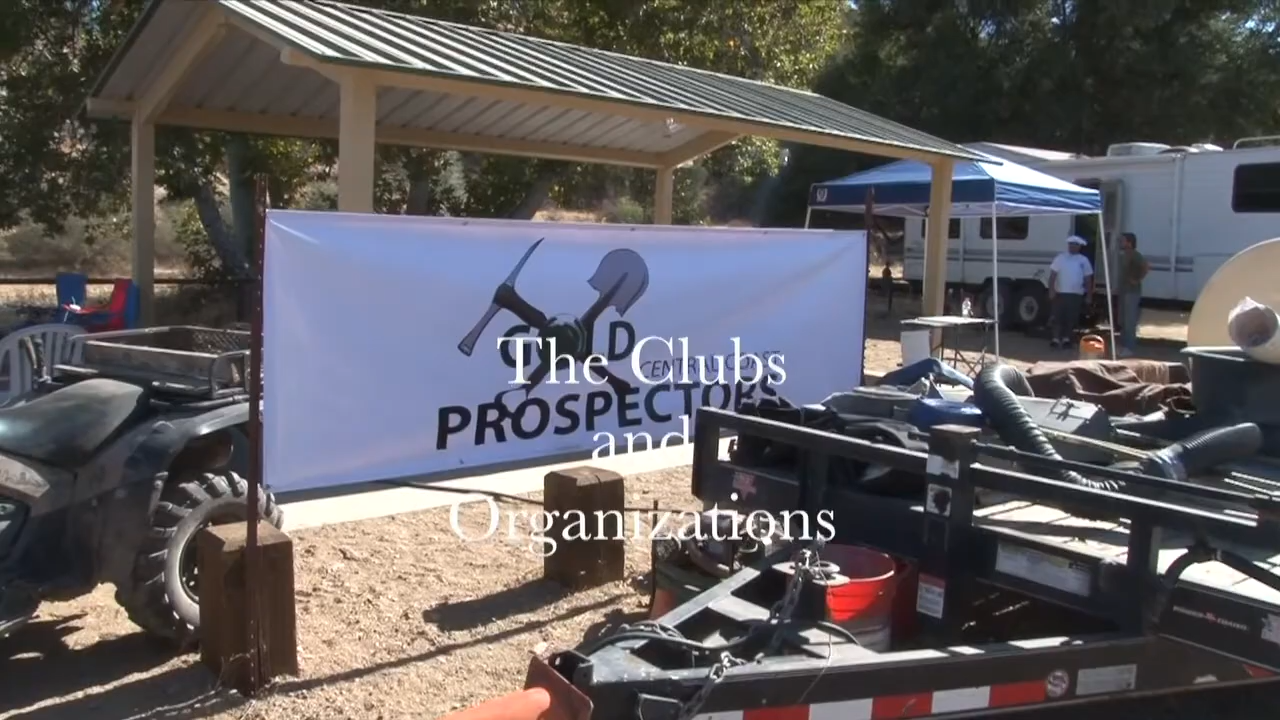 GOLD
CENTRAL COAST
PROSPECTORS
The Clubs
and
Organizations